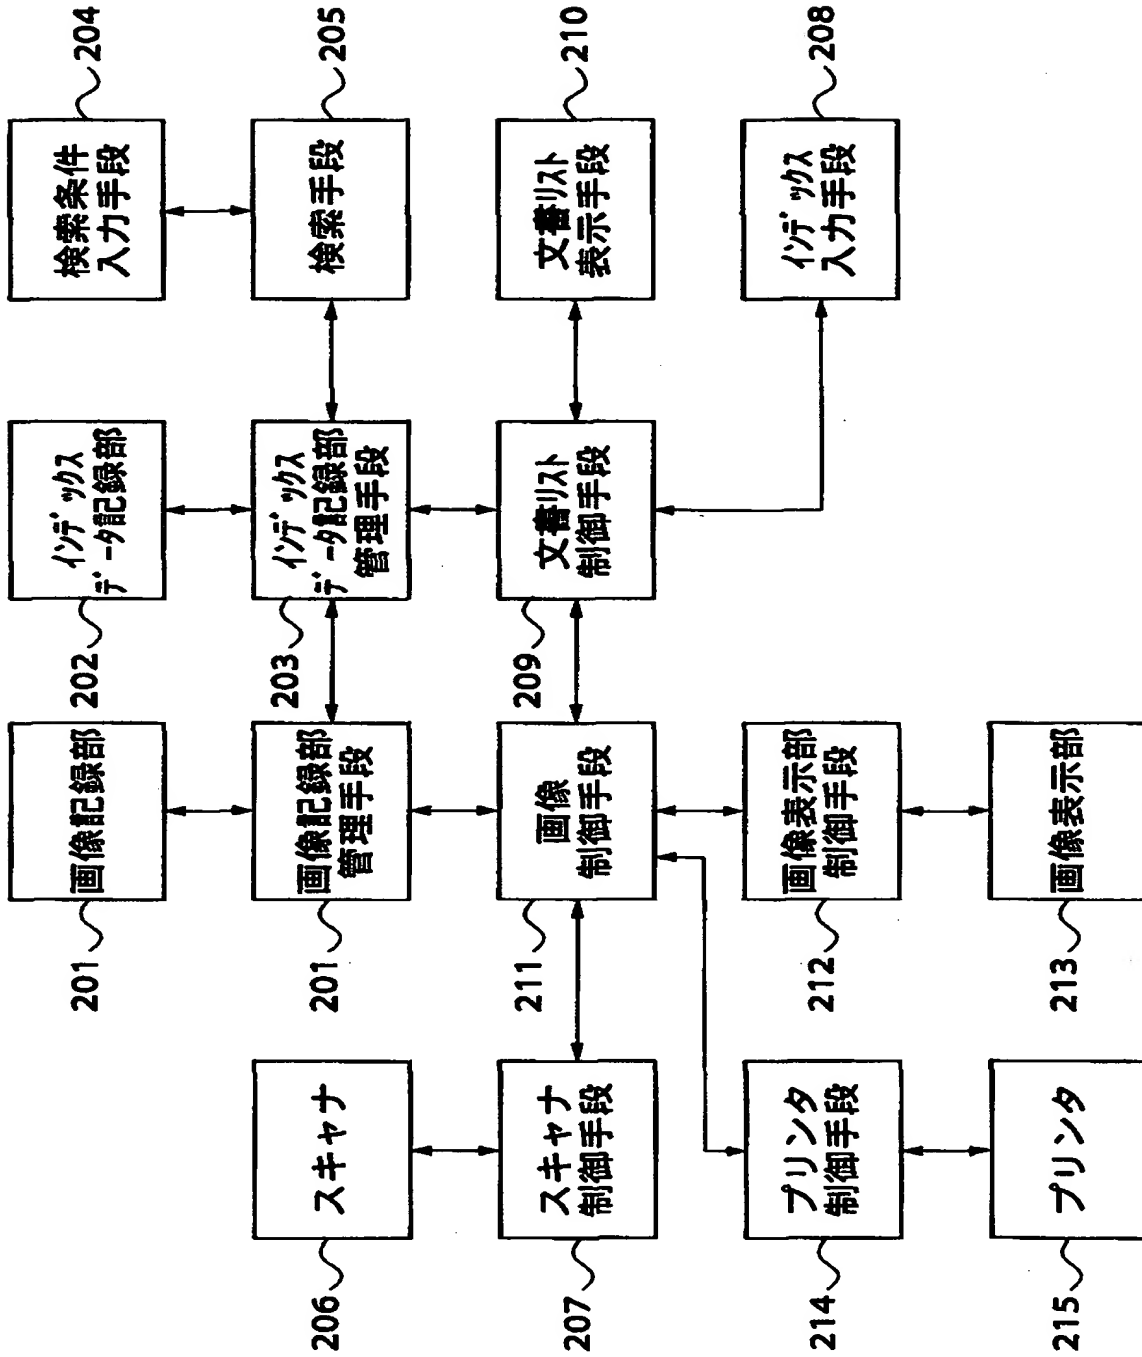 201
画像記録部
202
ｲﾝﾃﾞｯｸｽ
ﾃﾞｰﾀ記録部
検索条件
入力手段
204
206
スキャナ
201
画像記録部
管理手段
203
ｲﾝﾃﾞｯｸｽ
ﾃﾞｰﾀ記録部
管理手段
検索手段
205
207
スキャナ
制御手段
211
画像
制御手段
209
文書ﾘｽﾄ
制御手段
文書ﾘｽﾄ
表示手段
210
214
プリンタ
制御手段
212
画像表示部
制御手段
ｲﾝﾃﾞｯｸｽ
入力手段
208
215
プリンタ
213
画像表示部